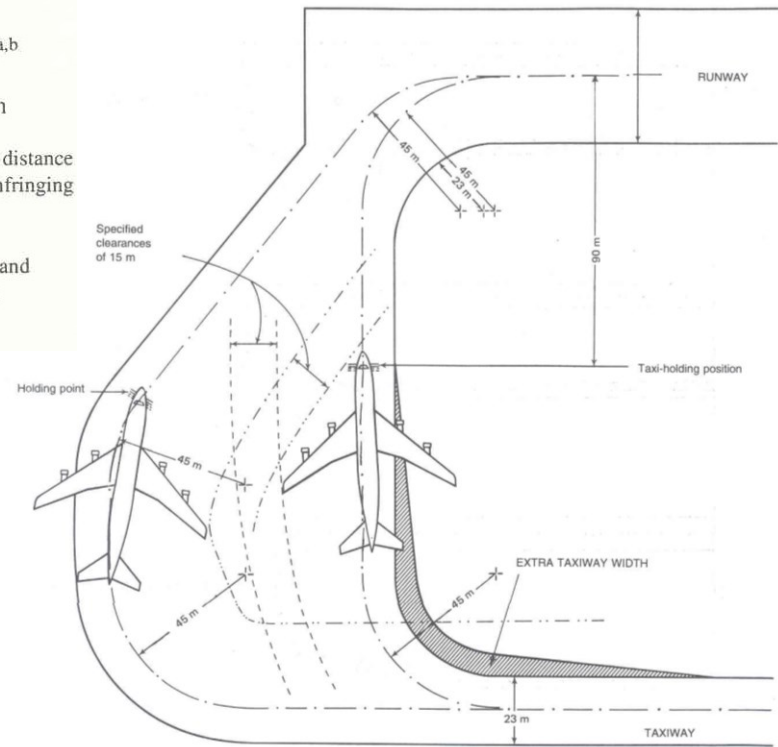 a,b
distance
and
RUNWAY
45 m
45 m
23 m
90 m
Specified
clearances
of 15 m
Taxi-holding position
Holding point
45 m
EXTRA TAXIWAY WIDTH
45 m
45 m
23 m
TAXIWAY